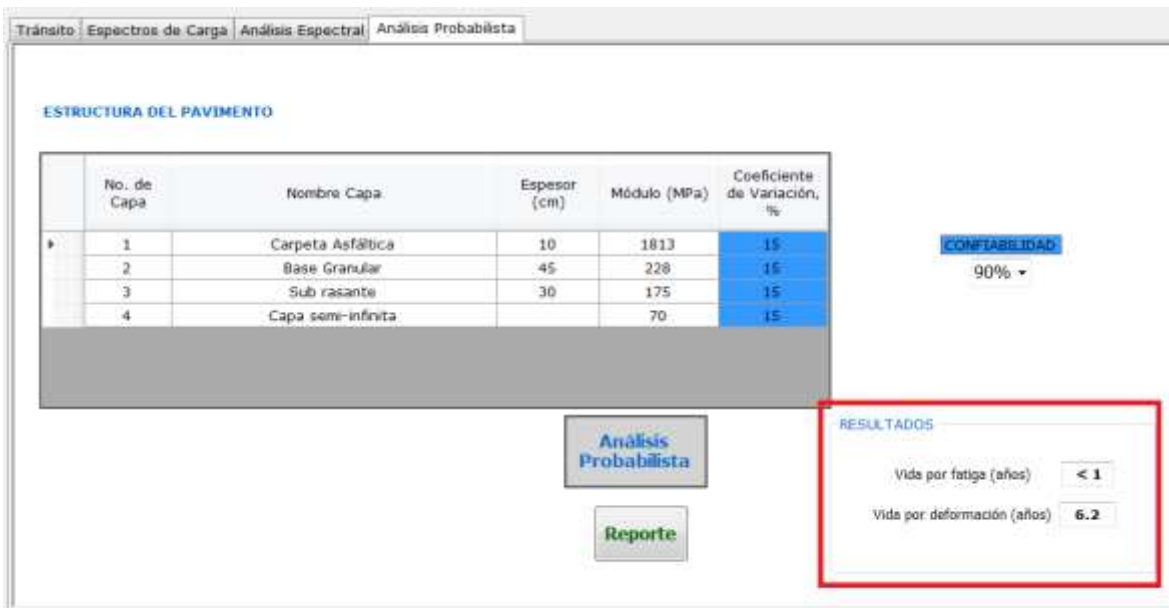 Tránsito Espectros de Carga Análisis Espectral Análisis Probabilista
ESTRUCTURA DEL PAVIMENTO
No. de Capa Nombre Capa Espesor (cm) Módulo (MPa) Coeficiente de Variación, %
1 Carpeta Asfáltica 10 1813 15
2 Base Granular 45 228 15
3 Sub rasante 30 175 15
4 Capa semi-infinita 70 15
CONFIABILIDAD
90%
Análisis
Probabilista
Reporte
RESULTADOS
Vida por fatiga (años) < 1
Vida por deformación (años) 6.2